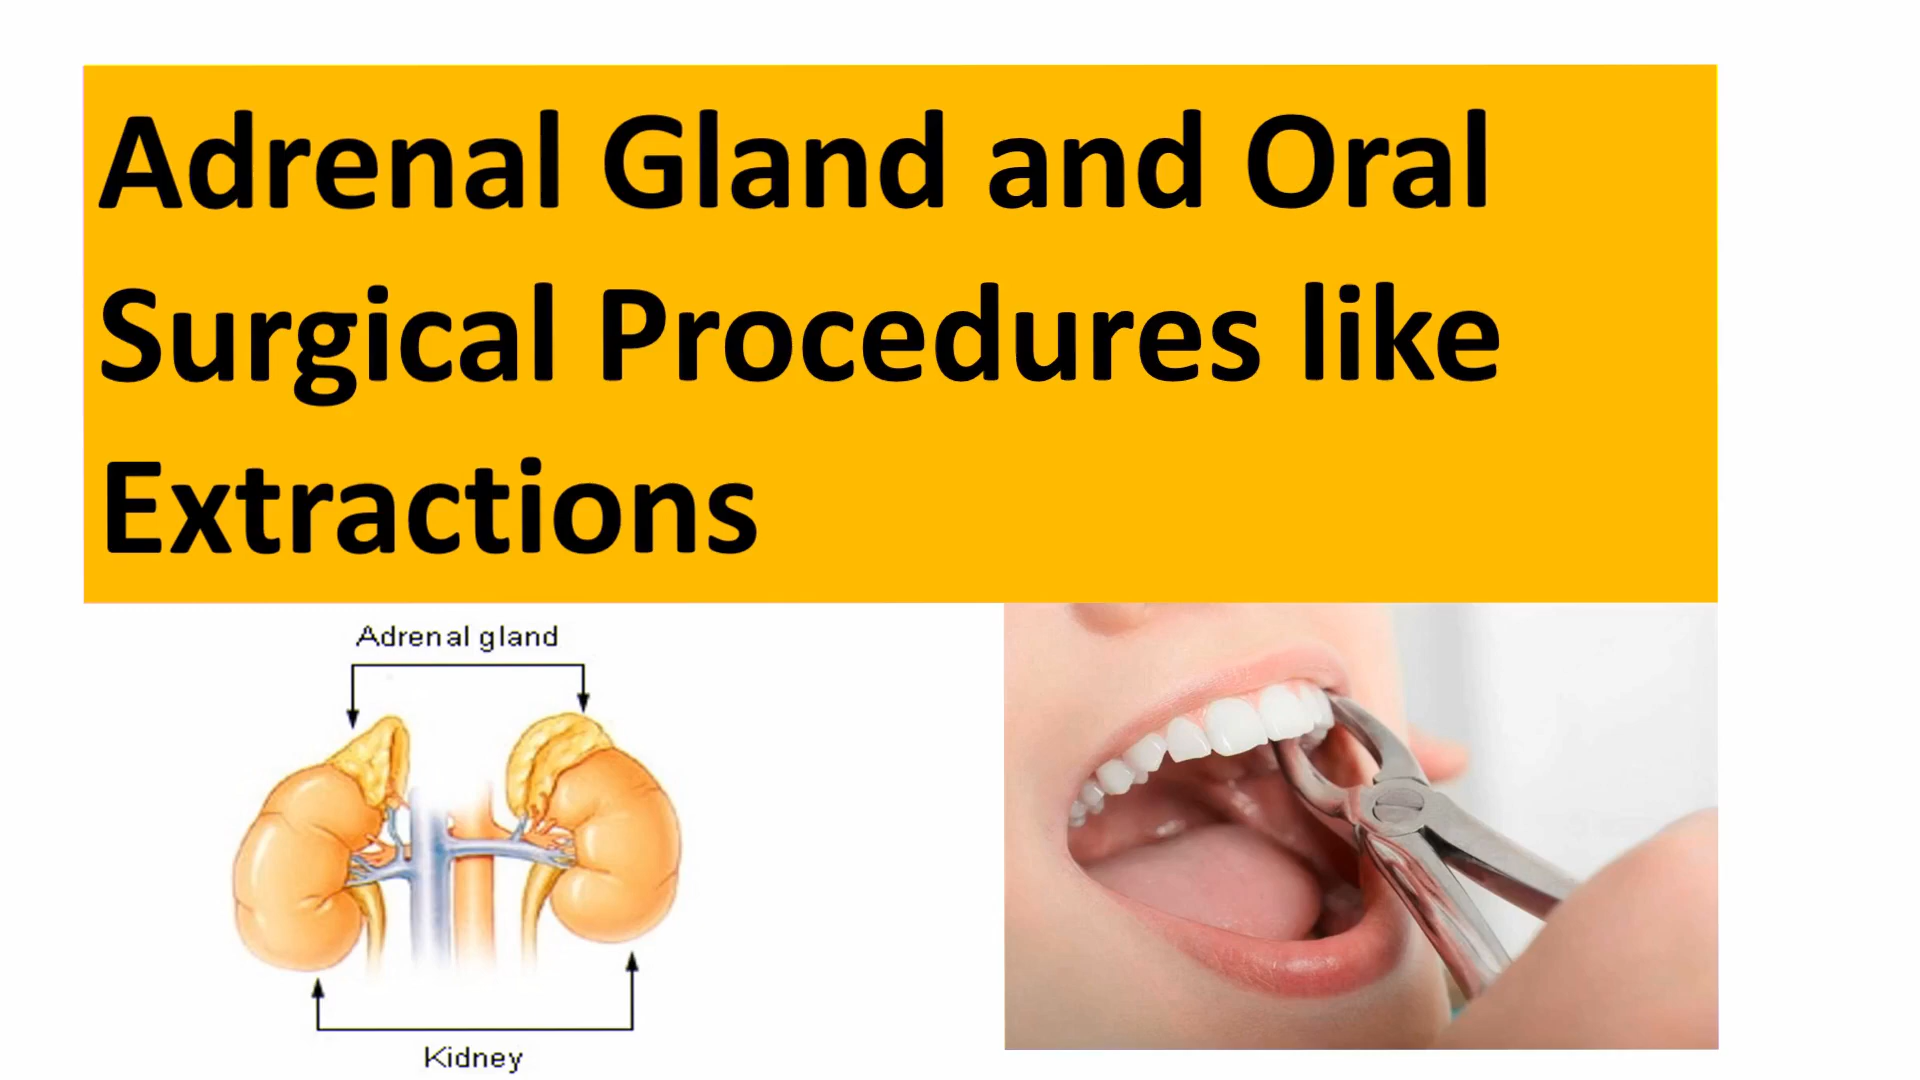 Adrenal Gland and Oral
Surgical Procedures like
Extractions
Adrenal gland
Kidney